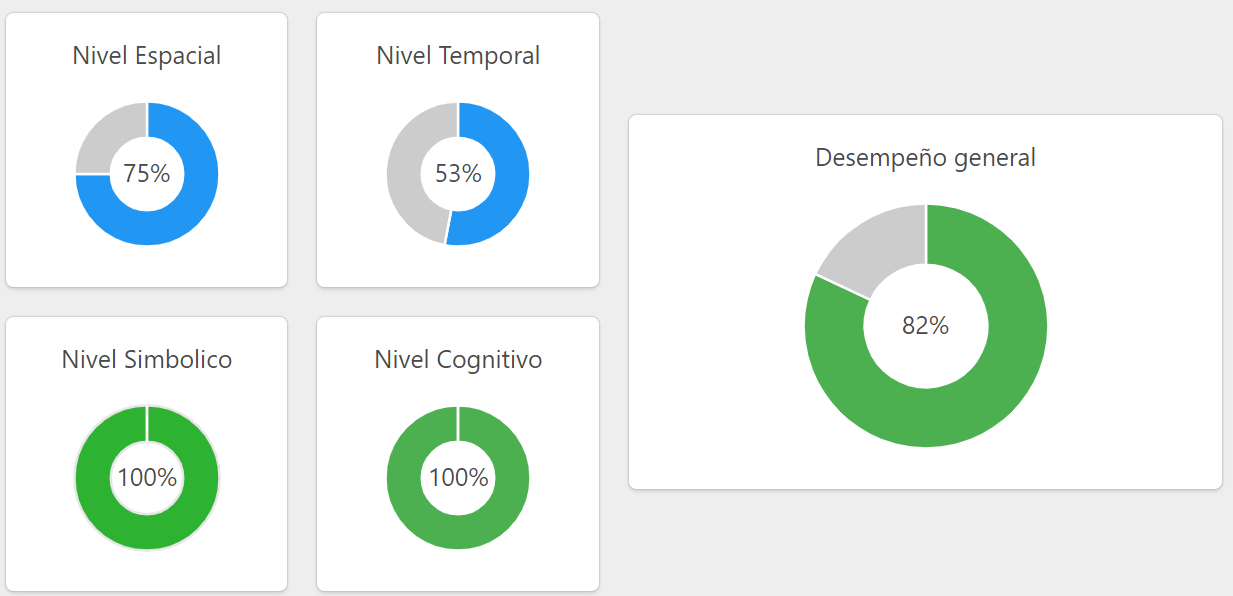 Nivel Espacial
75%
Nivel Temporal
53%
Nivel Simbolico
100%
Nivel Cognitivo
100%
Desempeño general
82%